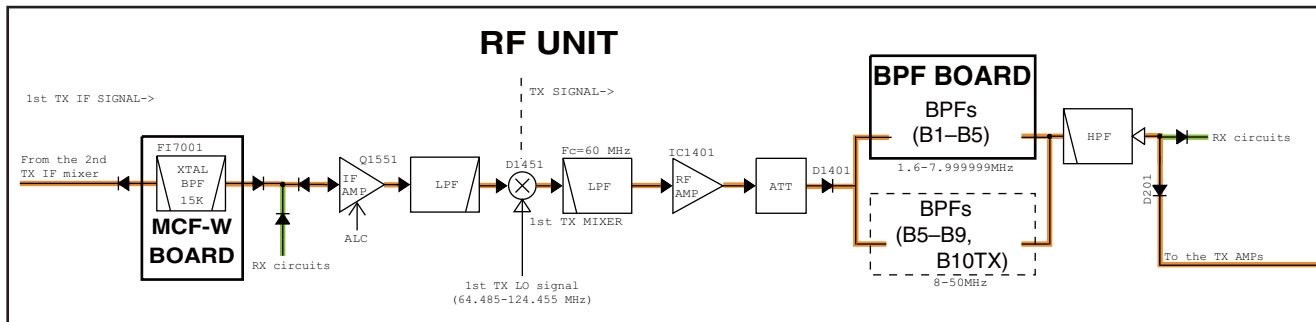 RF UNIT
1st TX IF SIGNAL->
TX SIGNAL->
From the 2nd
TX IF mixer
FI7001
XTAL
BPF
15K
MCF-W
BOARD
RX circuits
Q1551
IF
AMP
ALC
LPF
D1451
1st TX MIXER
1st TX LO signal
(64.485-124.455 MHz)
Fc=60 MHz
LPF
IC1401
RF
AMP
ATT
D1401
BPF BOARD
BPFs
(B1–B5)
1.6-7.999999MHz
BPFs
(B5–B9,
B10TX)
8-50MHz
HPF
RX circuits
D201
To the TX AMPs